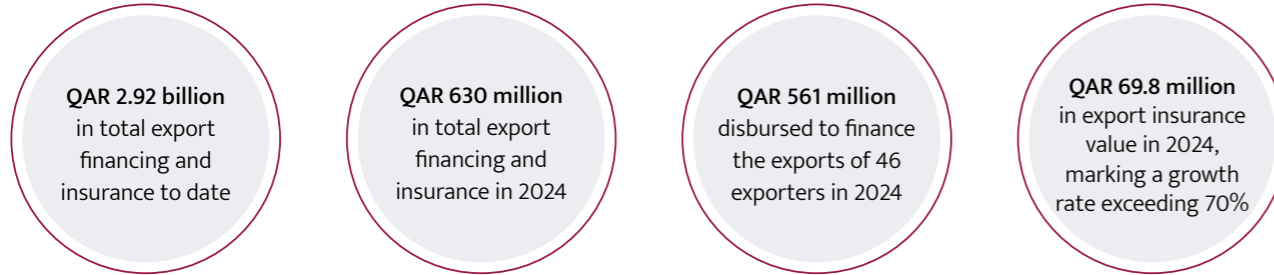 QAR 2.92 billion
in total export
financing and
insurance to date
QAR 630 million
in total export
financing and
insurance in 2024
QAR 561 million
disbursed to finance
the exports of 46
exporters in 2024
QAR 69.8 million
in export insurance
value in 2024,
marking a growth
rate exceeding 70%